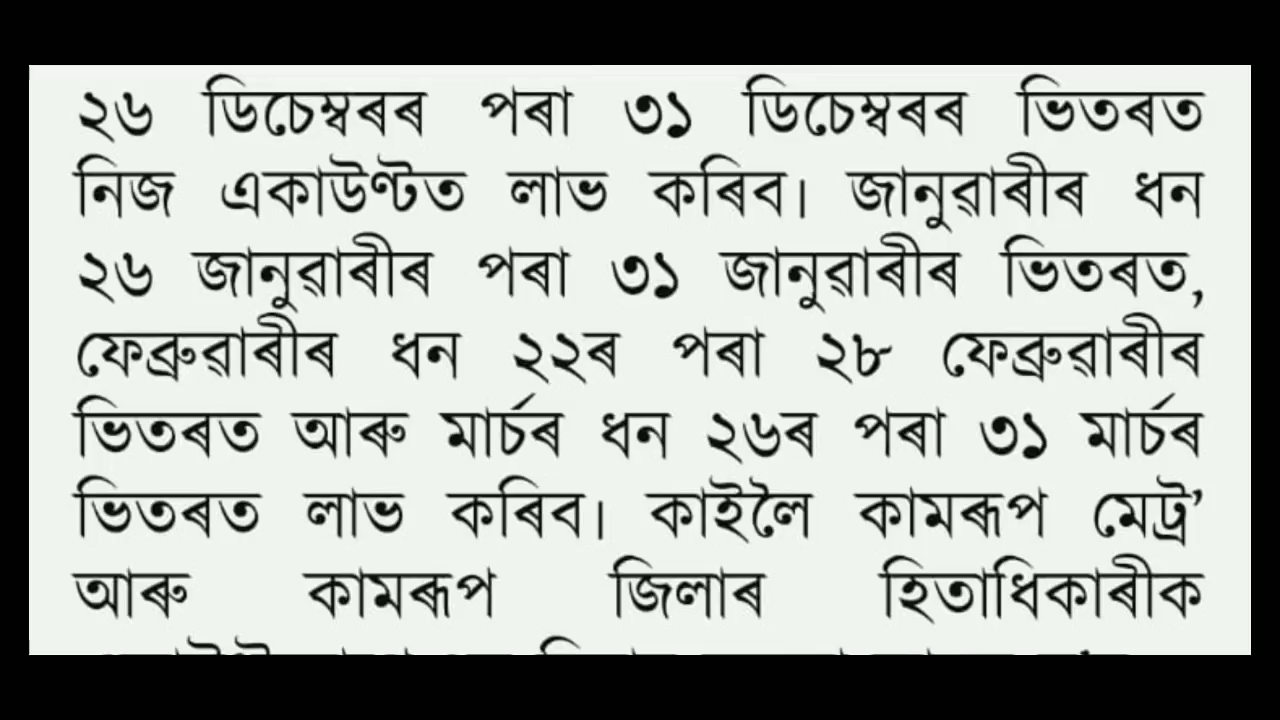 ২৬ ডিচেম্বৰৰ পৰা ৩১ ডিচেম্বৰৰ ভিতৰত
নিজ একাউণ্টত লাভ কৰিব। জানুৱাৰীৰ ধন
২৬ জানুৱাৰীৰ পৰা ৩১ জানুৱাৰীৰ ভিতৰত,
ফেব্ৰুৱাৰীৰ ধন ২২ৰ পৰা ২৮ ফেব্ৰুৱাৰীৰ
ভিতৰত আৰু মাৰ্চৰ ধন ২৬ৰ পৰা ৩১ মাৰ্চৰ
ভিতৰত লাভ কৰিব। কাইলৈ কামৰূপ মেট্ৰ’
আৰু কামৰূপ জিলাৰ হিতাধিকাৰীক